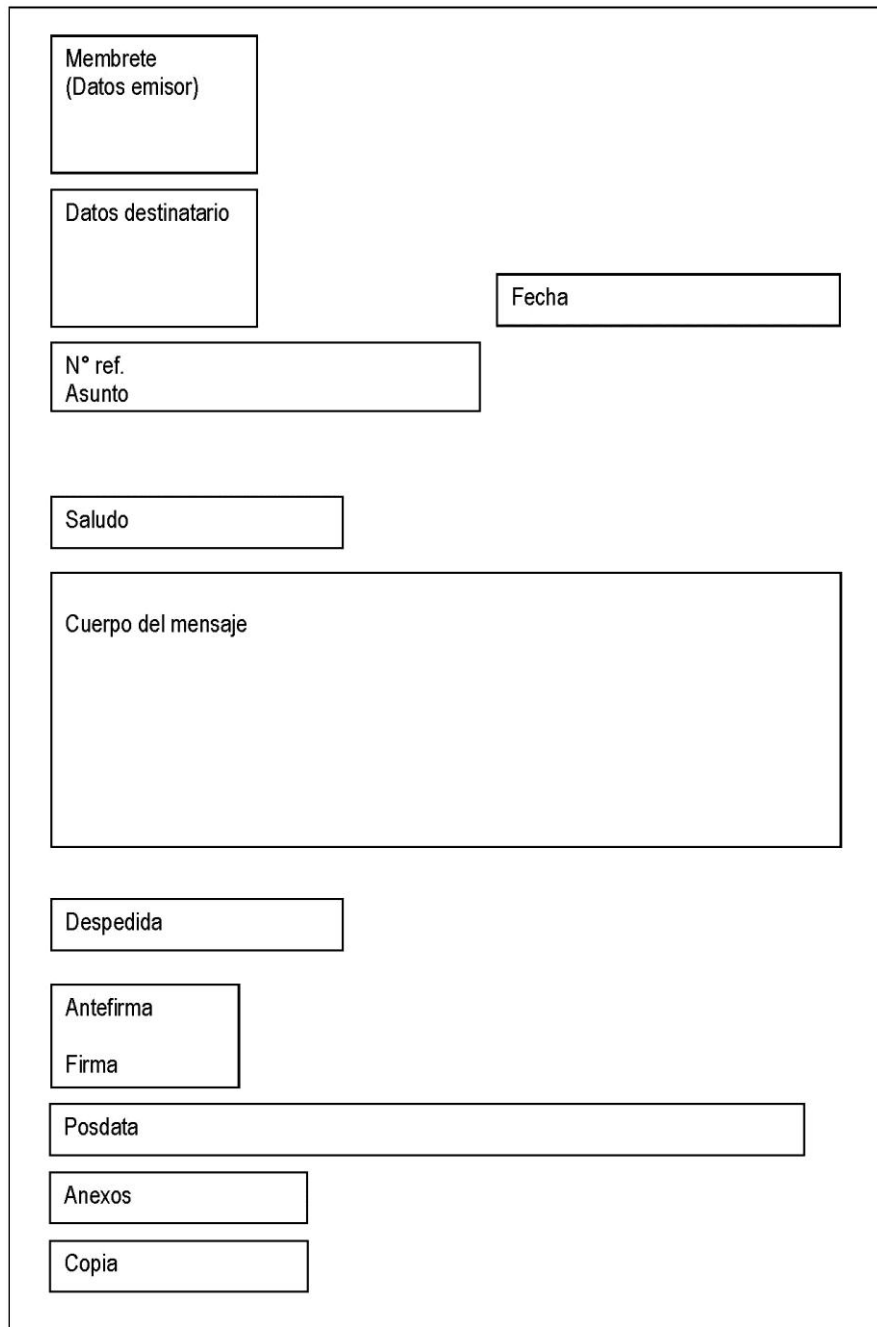 Membrete
(Datos emisor)
Datos destinatario
Fecha
N° ref.
Asunto
Saludo
Cuerpo del mensaje
Despedida
Antefirma
Firma
Posdata
Anexos
Copia